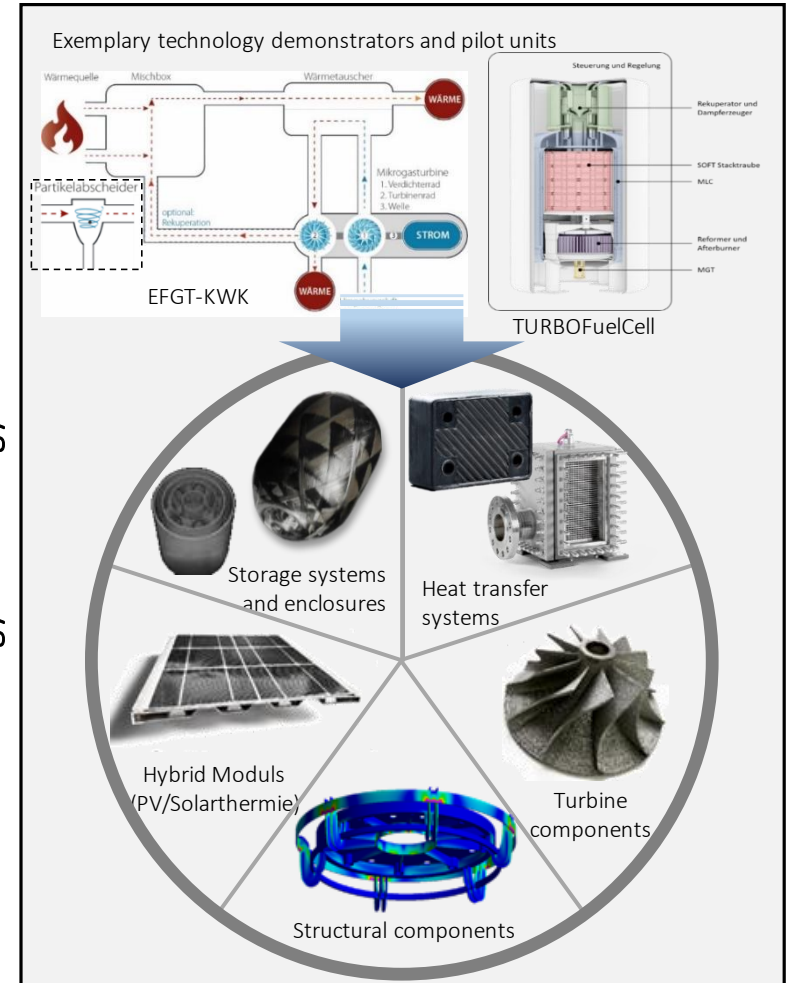 Exemplary technology demonstrators and pilot units
Wärmequelle
Mischbox
Wärmetauscher
WÄRME
Partikelabscheider
optional:
Rekuperation
Mikrogasturbine
1. Verdichterrad
2. Turbinenrad
3. Welle
STROM
WÄRME
EFGT-KWK
Steuerung und Regelung
Rekuperator und
Dampferzeuger
SOFT Stacktraube
MLC
Reformer und
Afterburner
MGT
TURBOFuelCell
Storage systems
and enclosures
Heat transfer
systems
Hybrid Moduls
(PV/Solarthermie)
Turbine
components
Structural components